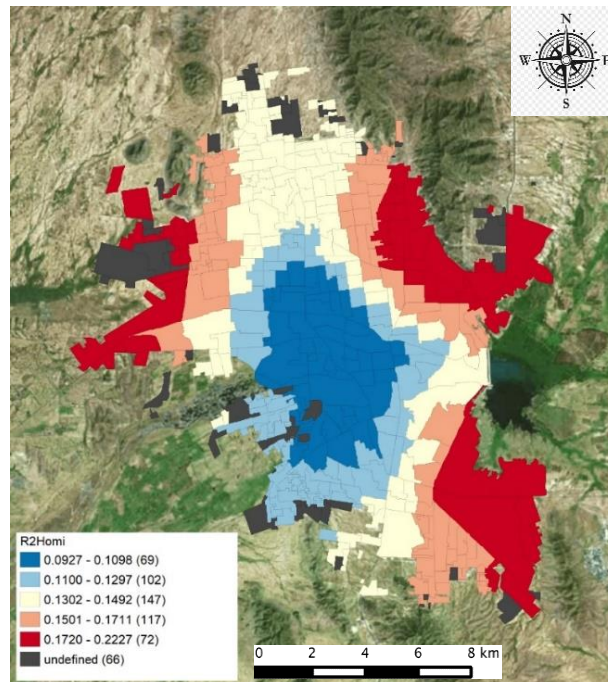 N
W E
S
R2Homi
0.0927 - 0.1098 (69)
0.1100 - 0.1297 (102)
0.1302 - 0.1492 (147)
0.1501 - 0.1711 (117)
0.1720 - 0.2227 (72)
undefined (66)
0 2 4 6 8 km